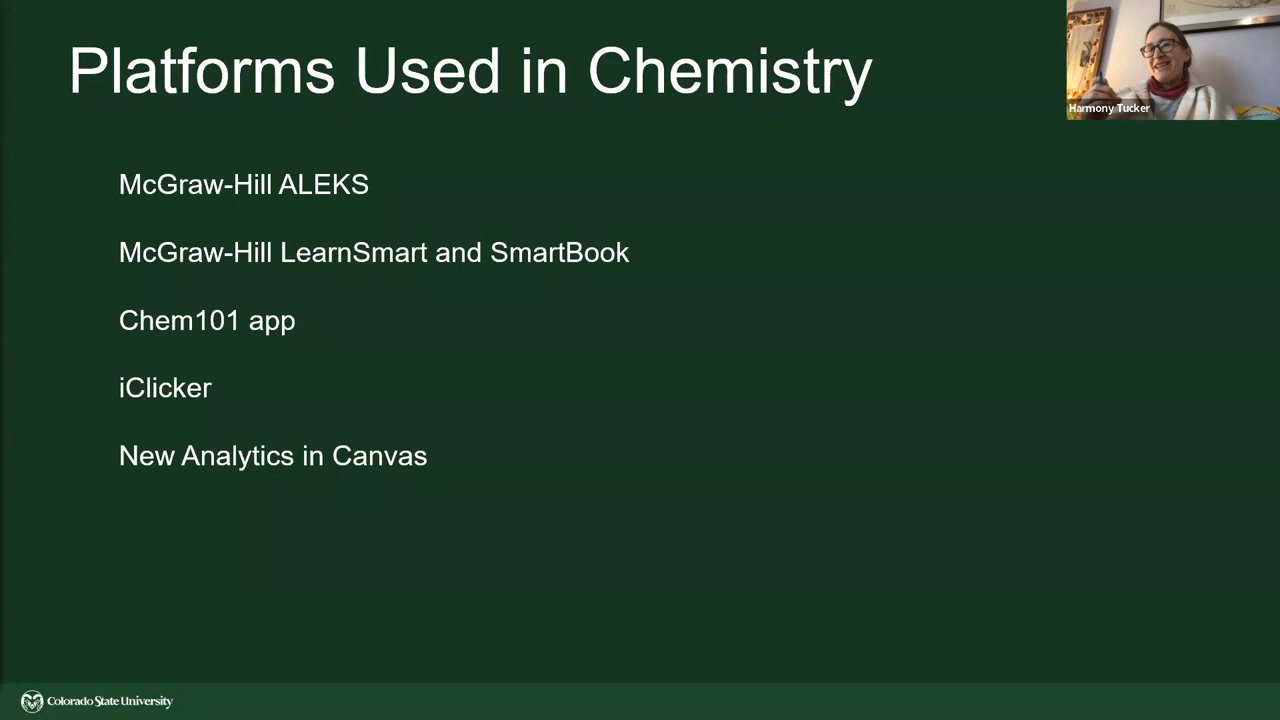 Platforms Used in Chemistry
Harmony Tucker
McGraw-Hill ALEKS
McGraw-Hill LearnSmart and SmartBook
Chem101 app
iClicker
New Analytics in Canvas
Colorado State University